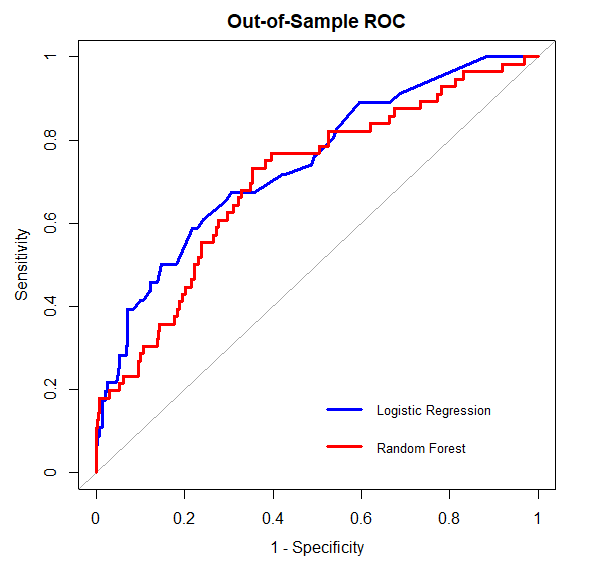 Out-of-Sample ROC
Sensitivity
0
0.2
0.4
0.6
0.8
1
Logistic Regression
Random Forest
0
0.2
0.4
0.6
0.8
1
1 - Specificity